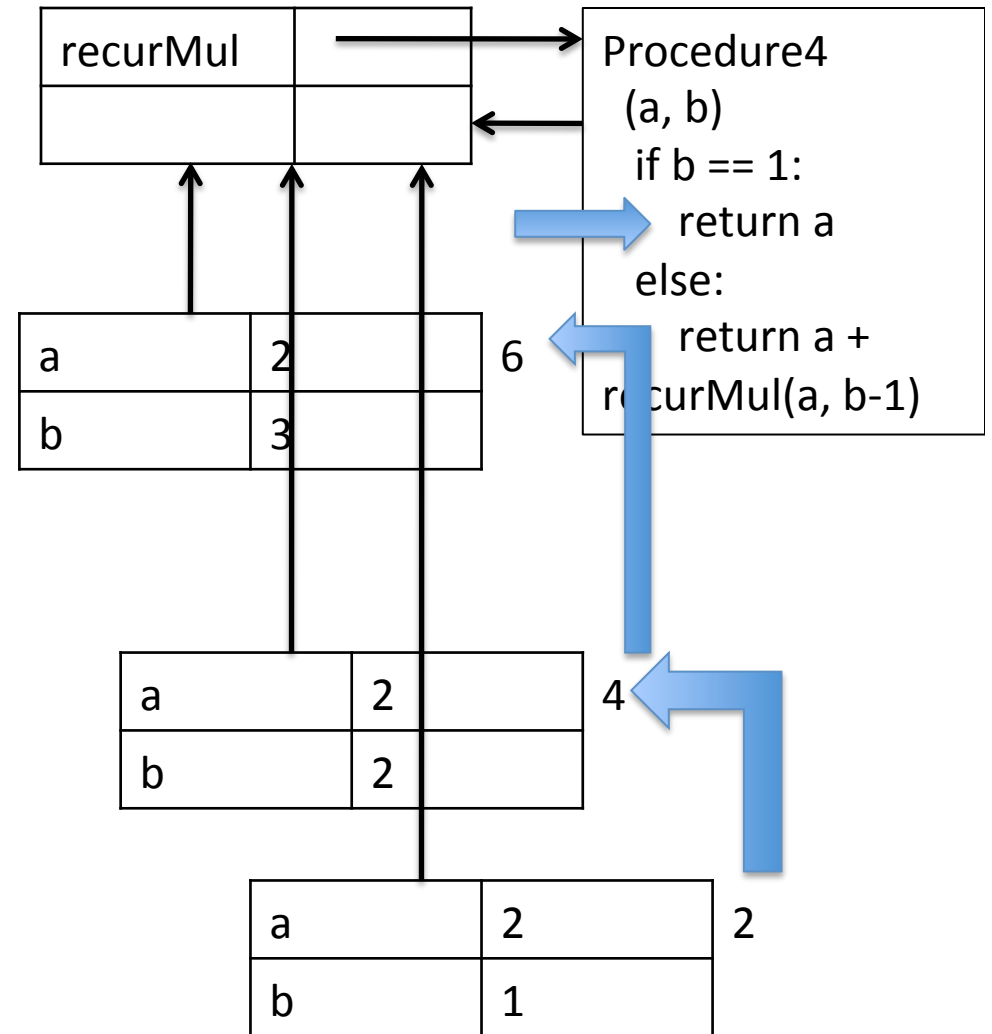 recurMul
Procedure4
(a, b)
if b == 1:
return a
else:
return a +
recurMul(a, b-1)
a 2 6
b 3
a 2 4
b 2
a 2 2
b 1